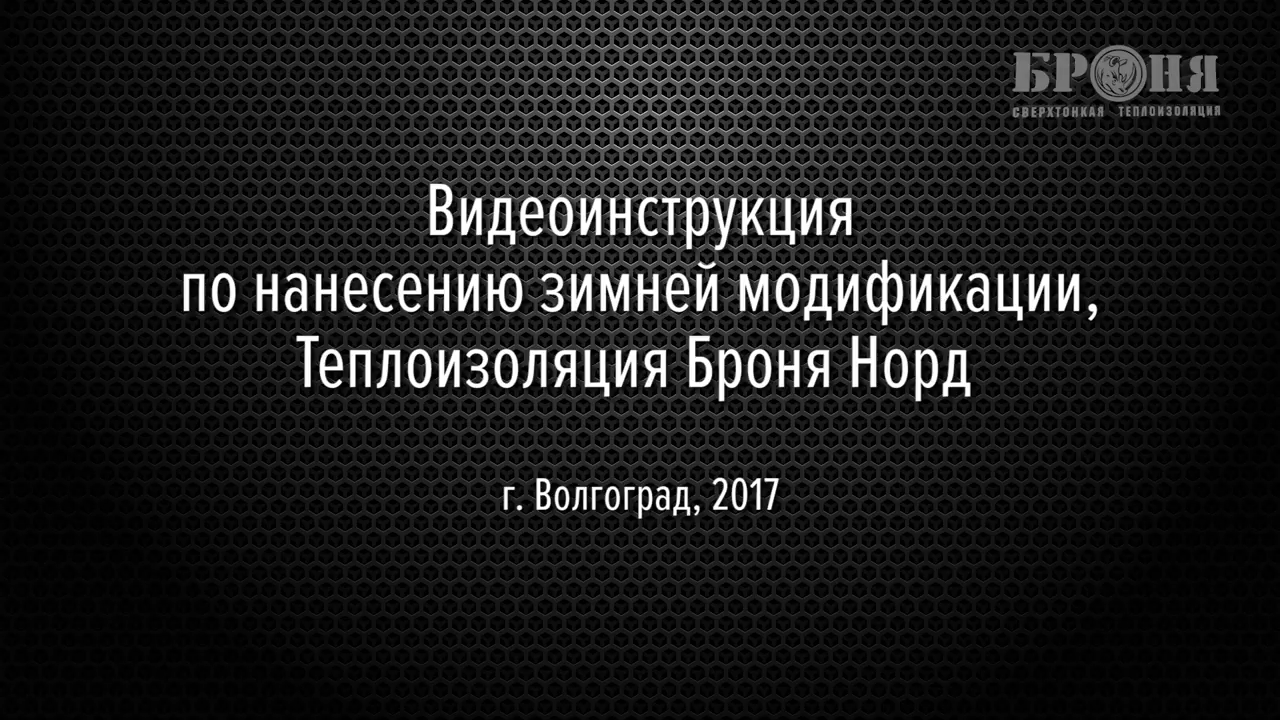 БРОНЯ
СВЕРХТОНКАЯ ТЕПЛОИЗОЛЯЦИЯ
Видеоинструкция
по нанесению зимней модификации,
Теплоизоляция Броня Норд
г. Волгоград, 2017